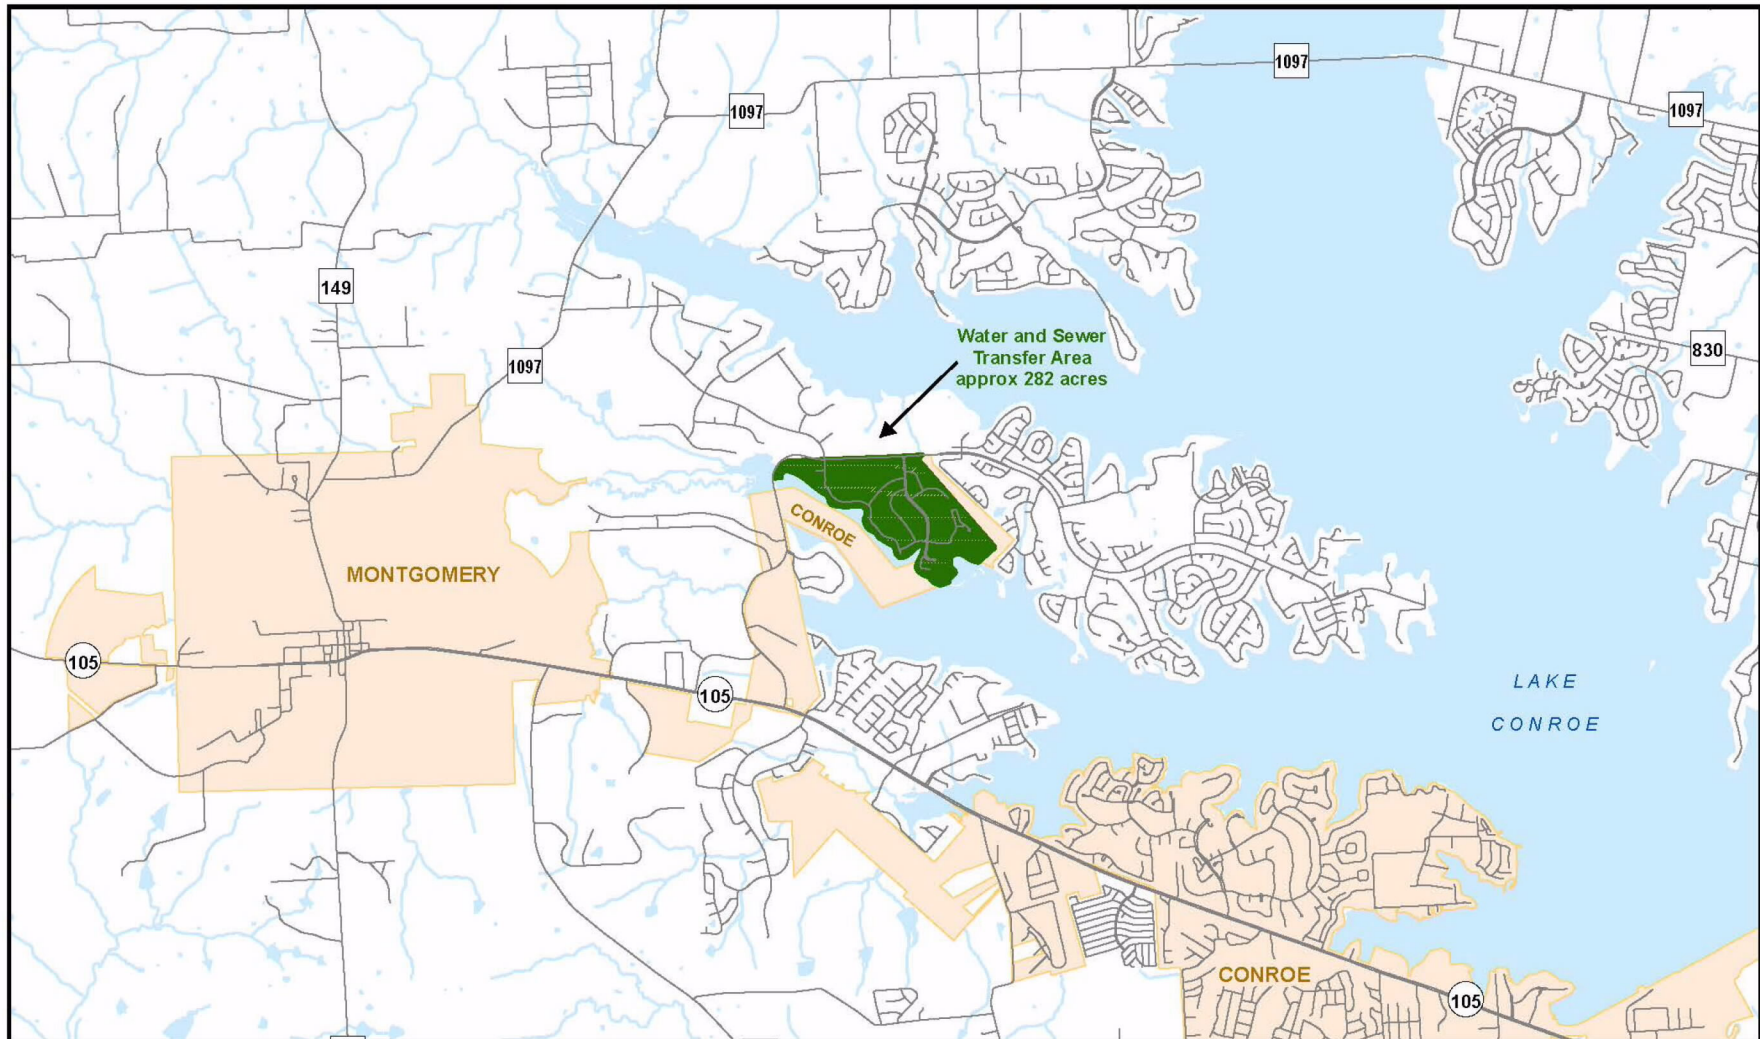 1097
1097
1097
149
Water and Sewer
Transfer Area
approx 282 acres
830
1097
CONROE
MONTGOMERY
105
105
LAKE
CONROE
CONROE
105